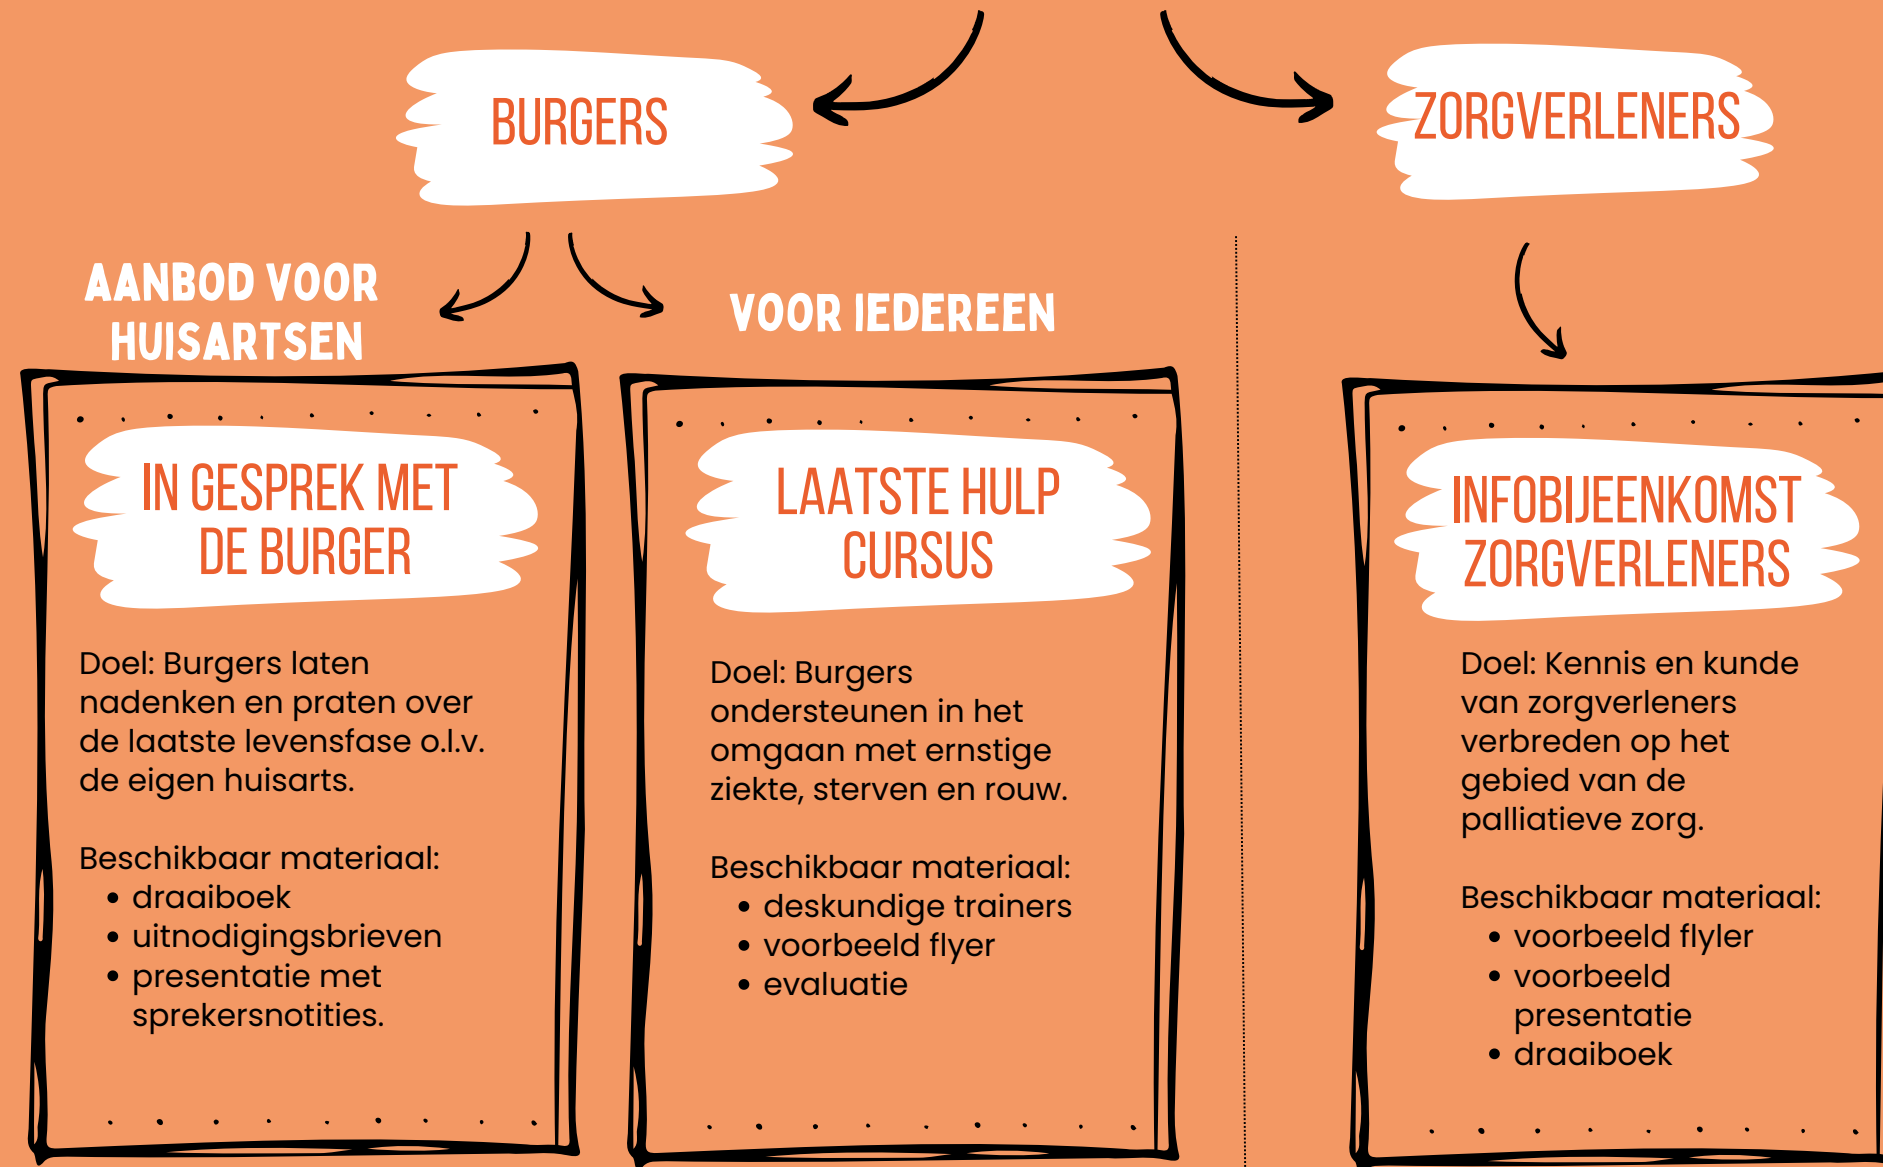 BURGERS
ZORGVERLENERS
AANBOD VOOR
HUISARTSEN
VOOR IEDEREEN
IN GESPREK MET
DE BURGER
Doel: Burgers laten
nadenken en praten over
de laatste levensfase o.l.v.
de eigen huisarts.
Beschikbaar materiaal:
• draaiboek
• uitnodigingsbrieven
• presentatie met
sprekersnotities.
LAATSTE HULP
CURSUS
Doel: Burgers
ondersteunen in het
omgaan met ernstige
ziekte, sterven en rouw.
Beschikbaar materiaal:
• deskundige trainers
• voorbeeld flyer
• evaluatie
INFOBIJEENKOMST
ZORGVERLENERS
Doel: Kennis en kunde
van zorgverleners
verbreden op het
gebied van de
palliatieve zorg.
Beschikbaar materiaal:
• voorbeeld flyler
• voorbeeld
presentatie
• draaiboek